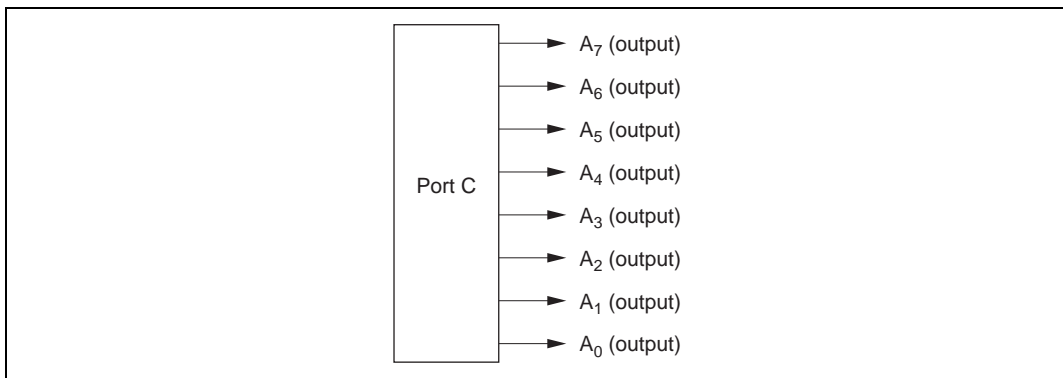 A₇ (output)
A₆ (output)
A₅ (output)
A₄ (output)
Port C
A₃ (output)
A₂ (output)
A₁ (output)
A₀ (output)